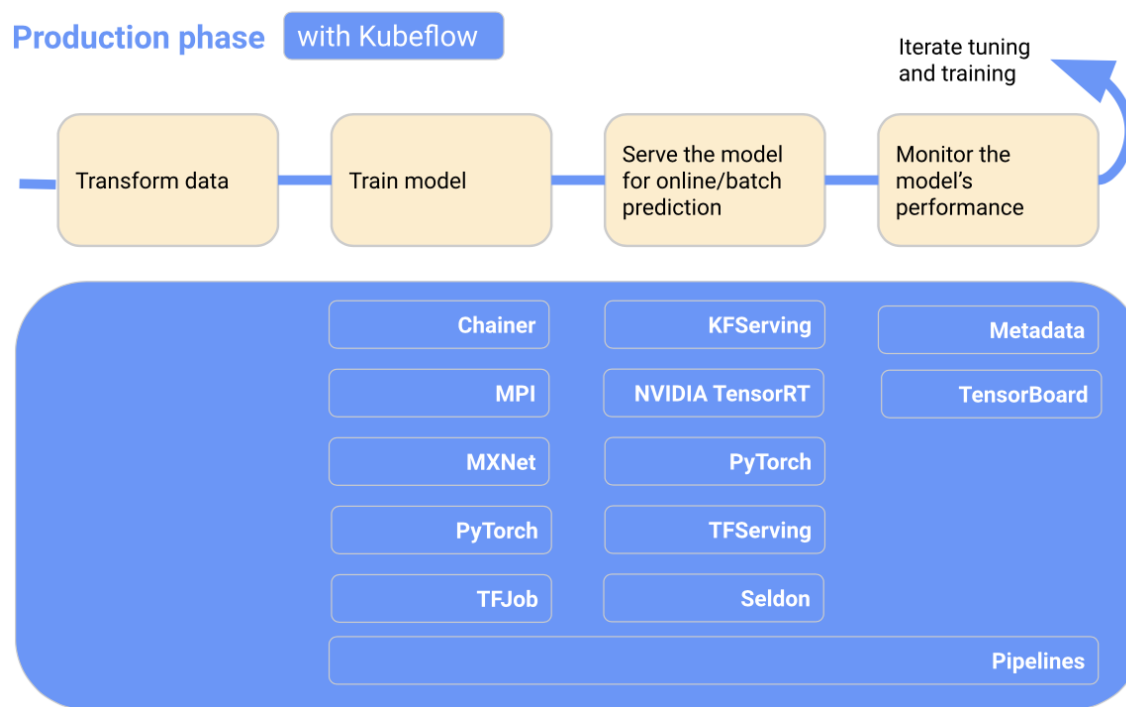 Production phase with Kubeflow
Iterate tuning
and training
Transform data
Train model
Serve the model
for online/batch
prediction
Monitor the
model’s
performance
Chainer
MPI
MXNet
PyTorch
TFJob
KFServing
NVIDIA TensorRT
PyTorch
TFServing
Seldon
Metadata
TensorBoard
Pipelines